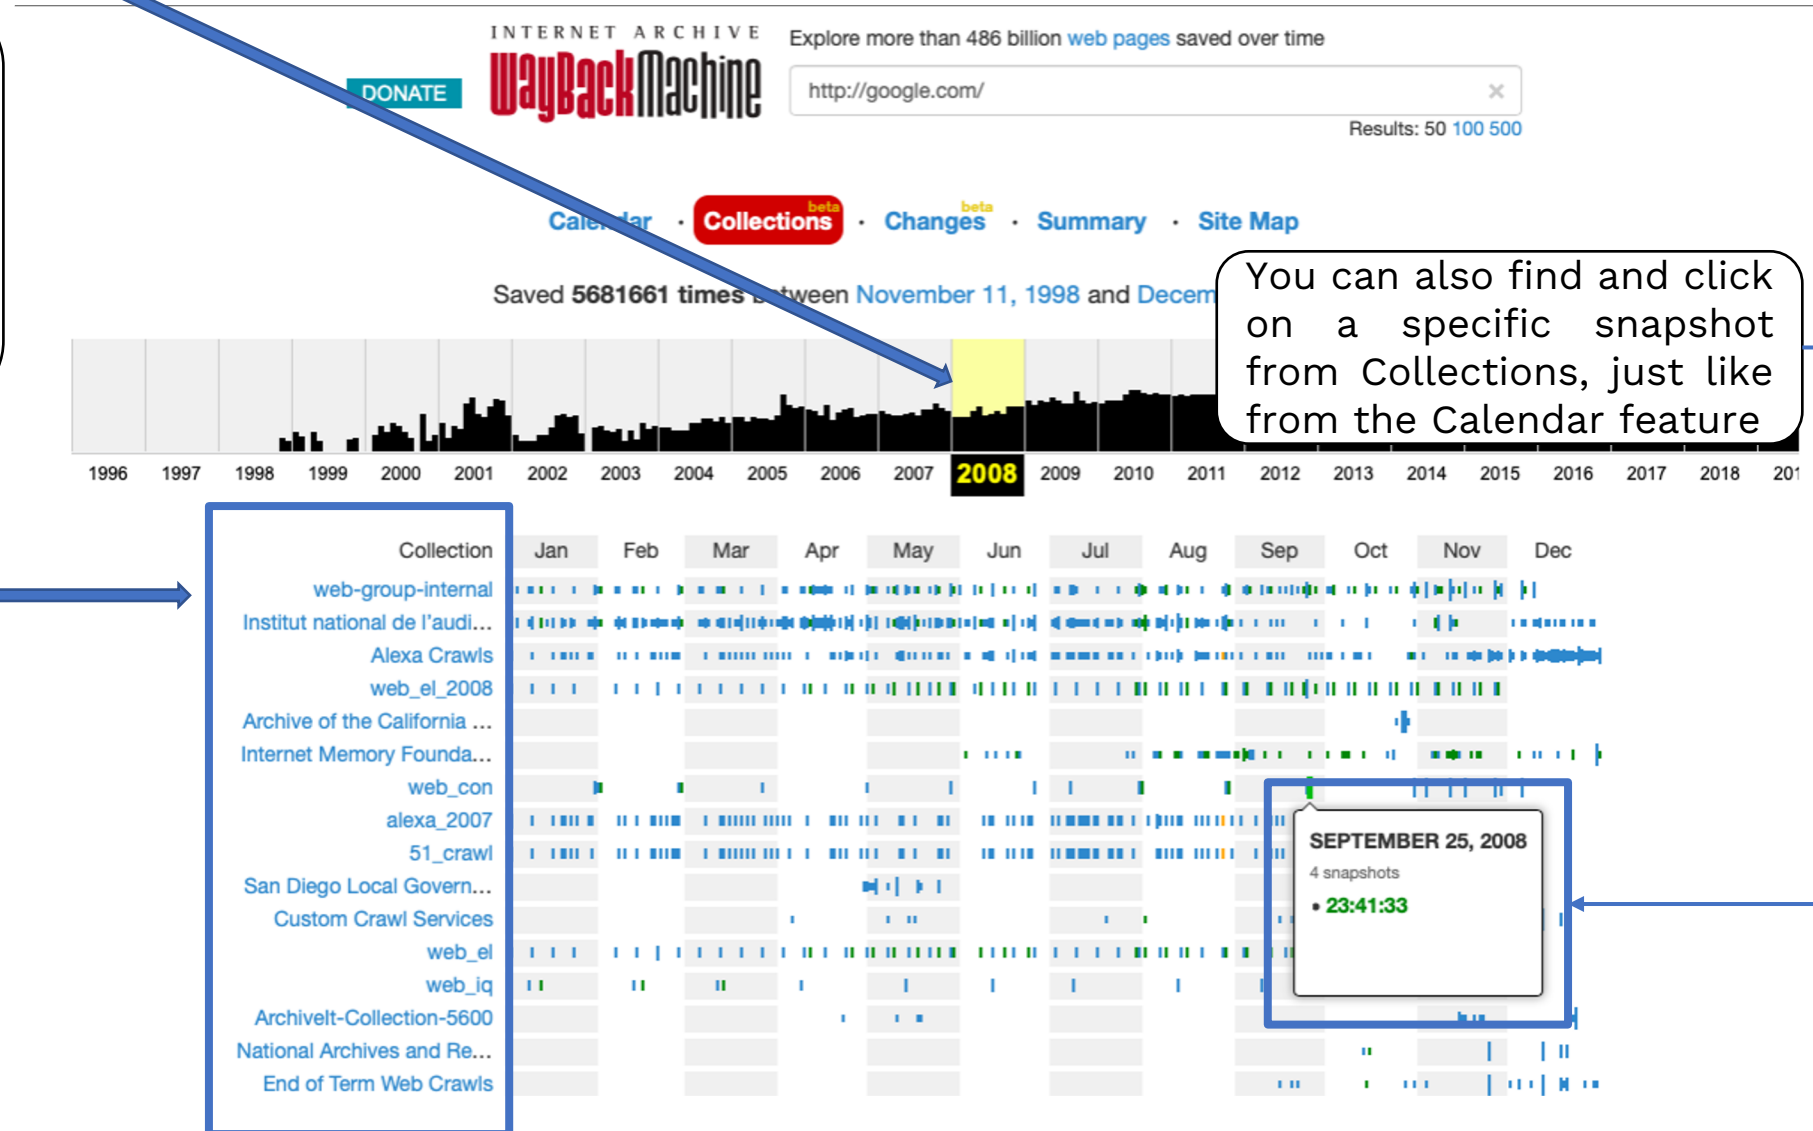 INTERNET ARCHIVE
WayBackMachine
DONATE
Explore more than 486 billion web pages saved over time
http://google.com/ ×
Results: 50 100 500
Calendar · Collections beta · Changes beta · Summary · Site Map
Saved 5681661 times between November 11, 1998 and Decem
You can also find and click
on a specific snapshot
from Collections, just like
from the Calendar feature
1996 1997 1998 1999 2000 2001 2002 2003 2004 2005 2006 2007 2008 2009 2010 2011 2012 2013 2014 2015 2016 2017 2018 201
Collection Jan Feb Mar Apr May Jun Jul Aug Sep Oct Nov Dec
web-group-internal
Institut national de l'audi...
Alexa Crawls
web_el_2008
Archive of the California ...
Internet Memory Founda...
web_con
alexa_2007
51_crawl
San Diego Local Govern...
Custom Crawl Services
web_el
web_iq
ArchiveIt-Collection-5600
National Archives and Re...
End of Term Web Crawls
SEPTEMBER 25, 2008
4 snapshots
• 23:41:33